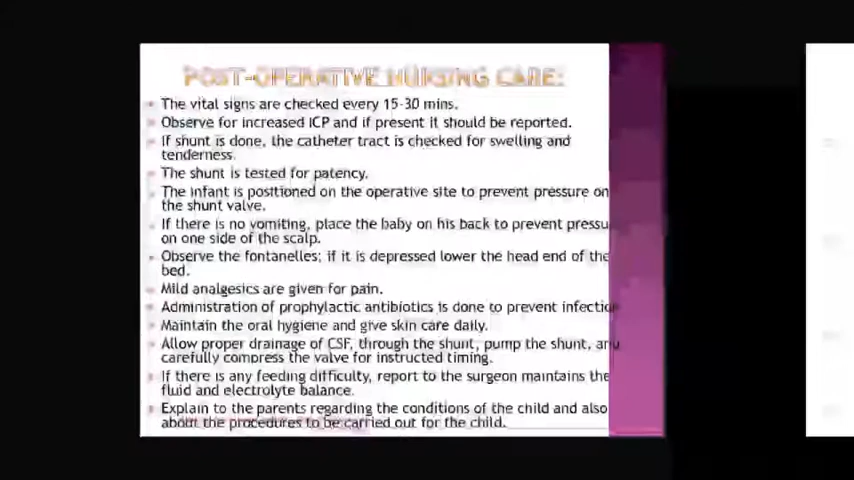 POST-OPERATIVE NURSING CARE:
The vital signs are checked every 15-30 mins.
Observe for increased ICP and if present it should be reported.
If shunt is done, the catheter tract is checked for swelling and
tenderness.
The shunt is tested for patency.
The infant is positioned on the operative site to prevent pressure on
the shunt valve.
If there is no vomiting, place the baby on his back to prevent pressu
on one side of the scalp.
Observe the fontanelles; if it is depressed lower the head end of the
bed.
Mild analgesics are given for pain.
Administration of prophylactic antibiotics is done to prevent infection
Maintain the oral hygiene and give skin care daily.
Allow proper drainage of CSF, through the shunt, pump the shunt, and
carefully compress the valve for instructed timing.
If there is any feeding difficulty, report to the surgeon maintains the
fluid and electrolyte balance.
Explain to the parents regarding the conditions of the child and also
about the procedures to be carried out for the child.